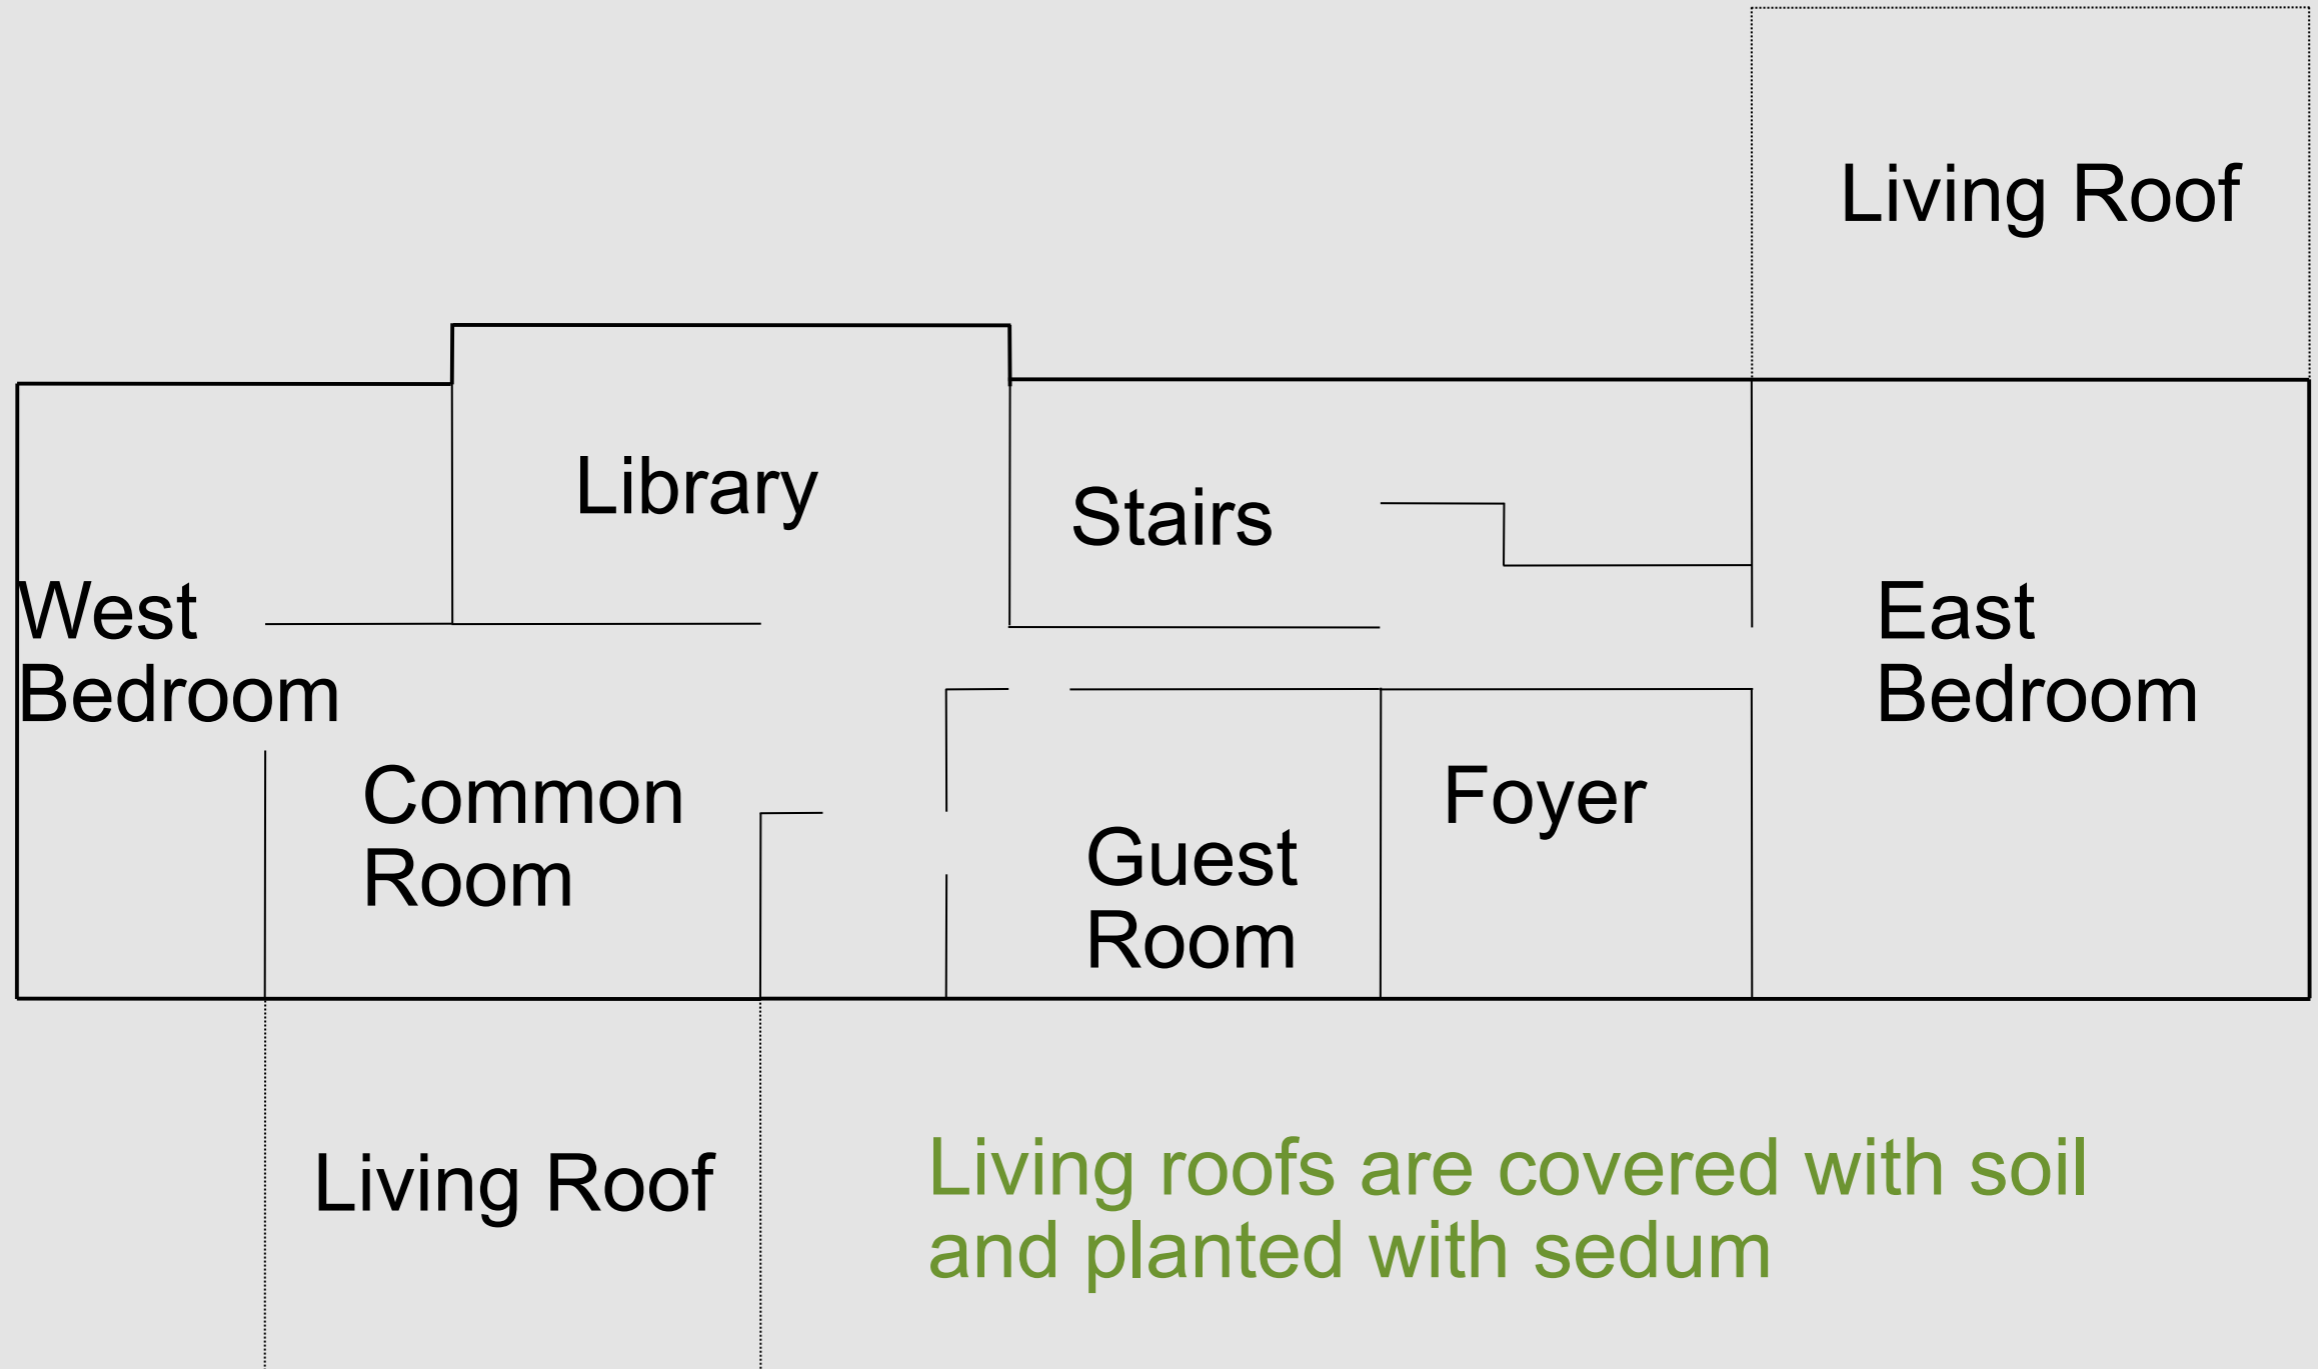 Living Roof
Library
Stairs
West
Bedroom
East
Bedroom
Common
Room
Guest
Room
Foyer
Living Roof
Living roofs are covered with soil
and planted with sedum